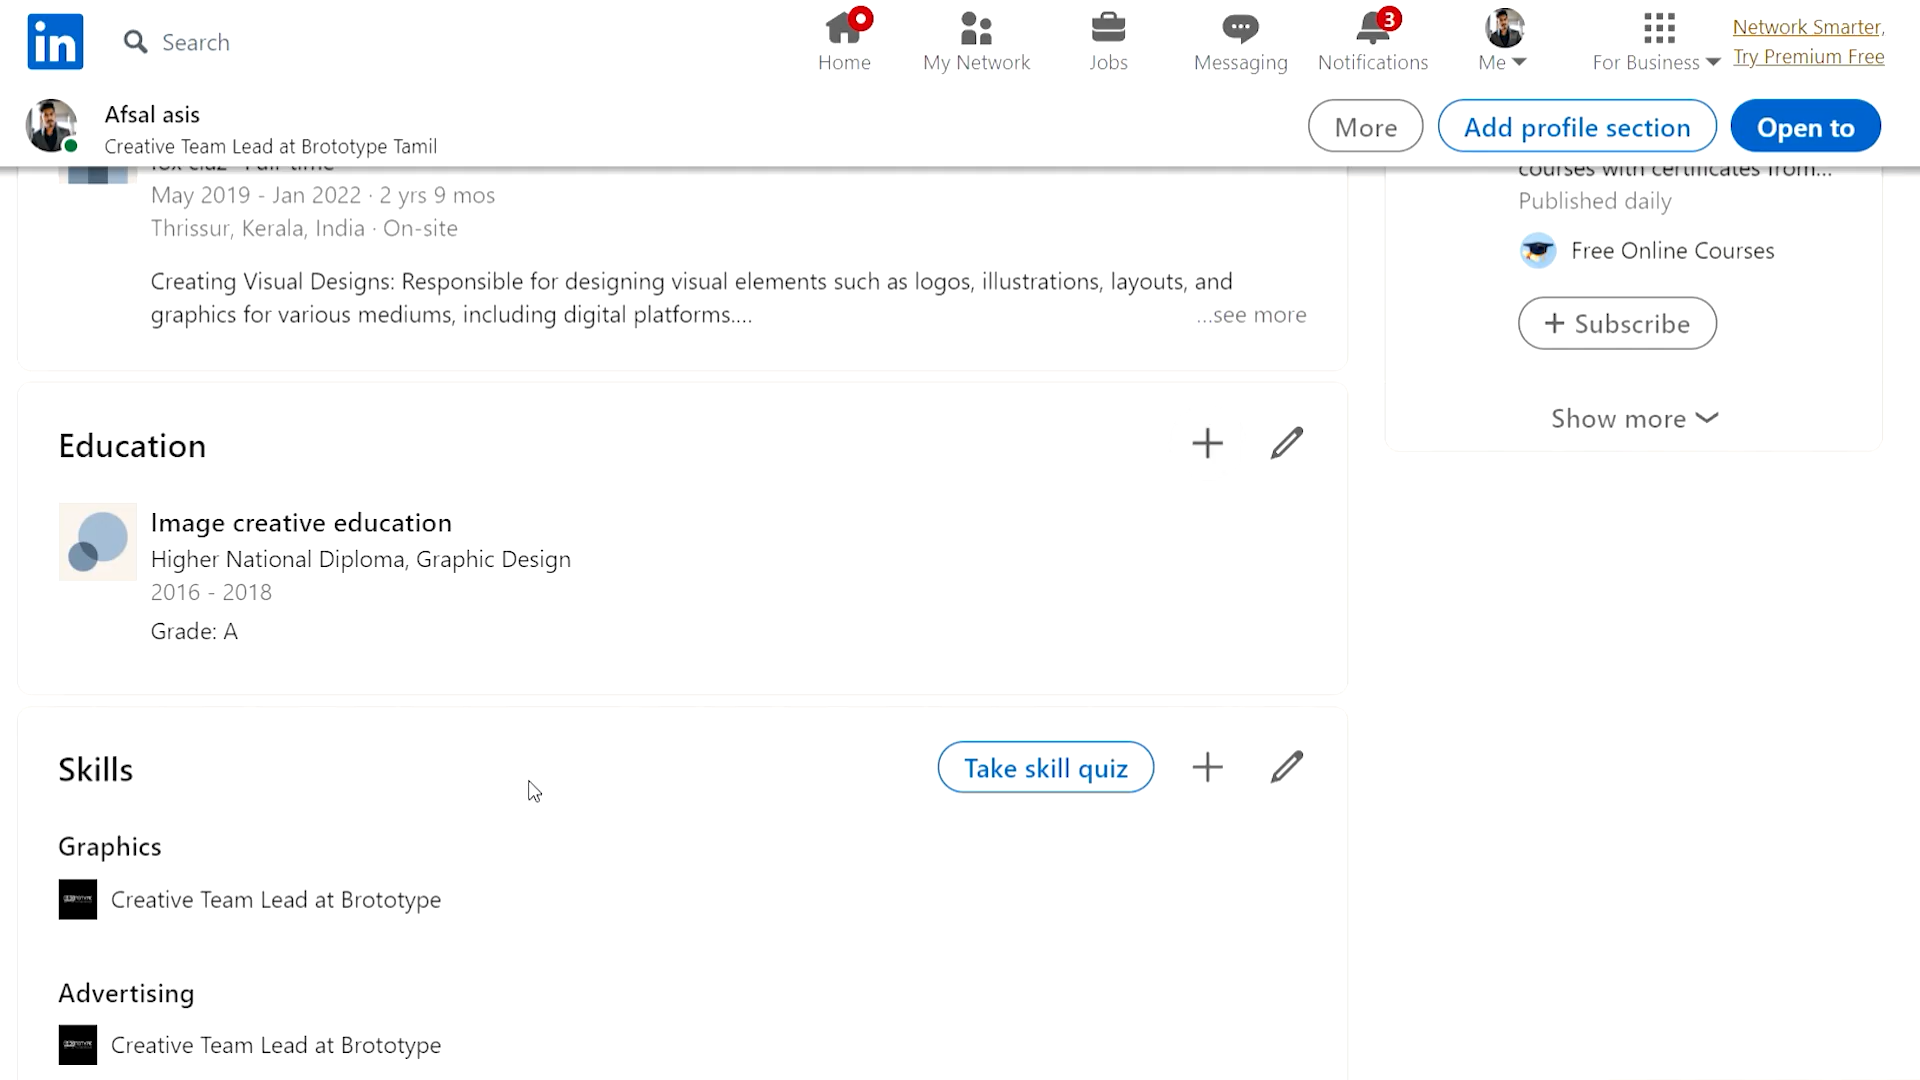 in
Search
Home
My Network
Jobs
Messaging
3
Notifications
Me
For Business
Network Smarter,
Try Premium Free
Afsal asis
Creative Team Lead at Brototype Tamil
More
Add profile section
Open to
May 2019 - Jan 2022 · 2 yrs 9 mos
Thrissur, Kerala, India · On-site
Creating Visual Designs: Responsible for designing visual elements such as logos, illustrations, layouts, and
graphics for various mediums, including digital platforms....
...see more
courses with certificates from...
Published daily
Free Online Courses
+ Subscribe
Show more
Education
Image creative education
Higher National Diploma, Graphic Design
2016 - 2018
Grade: A
Skills
Take skill quiz
Graphics
Creative Team Lead at Brototype
Advertising
Creative Team Lead at Brototype